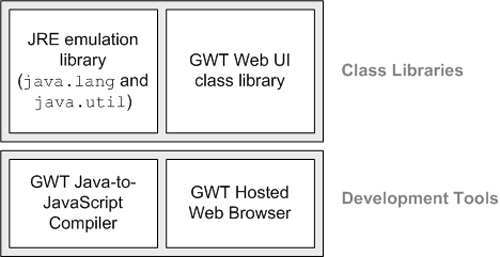 JRE emulation
library
(java.lang and
java.util)
GWT Web UI
class library
Class Libraries
GWT Java-to-
JavaScript
Compiler
GWT Hosted
Web Browser
Development Tools